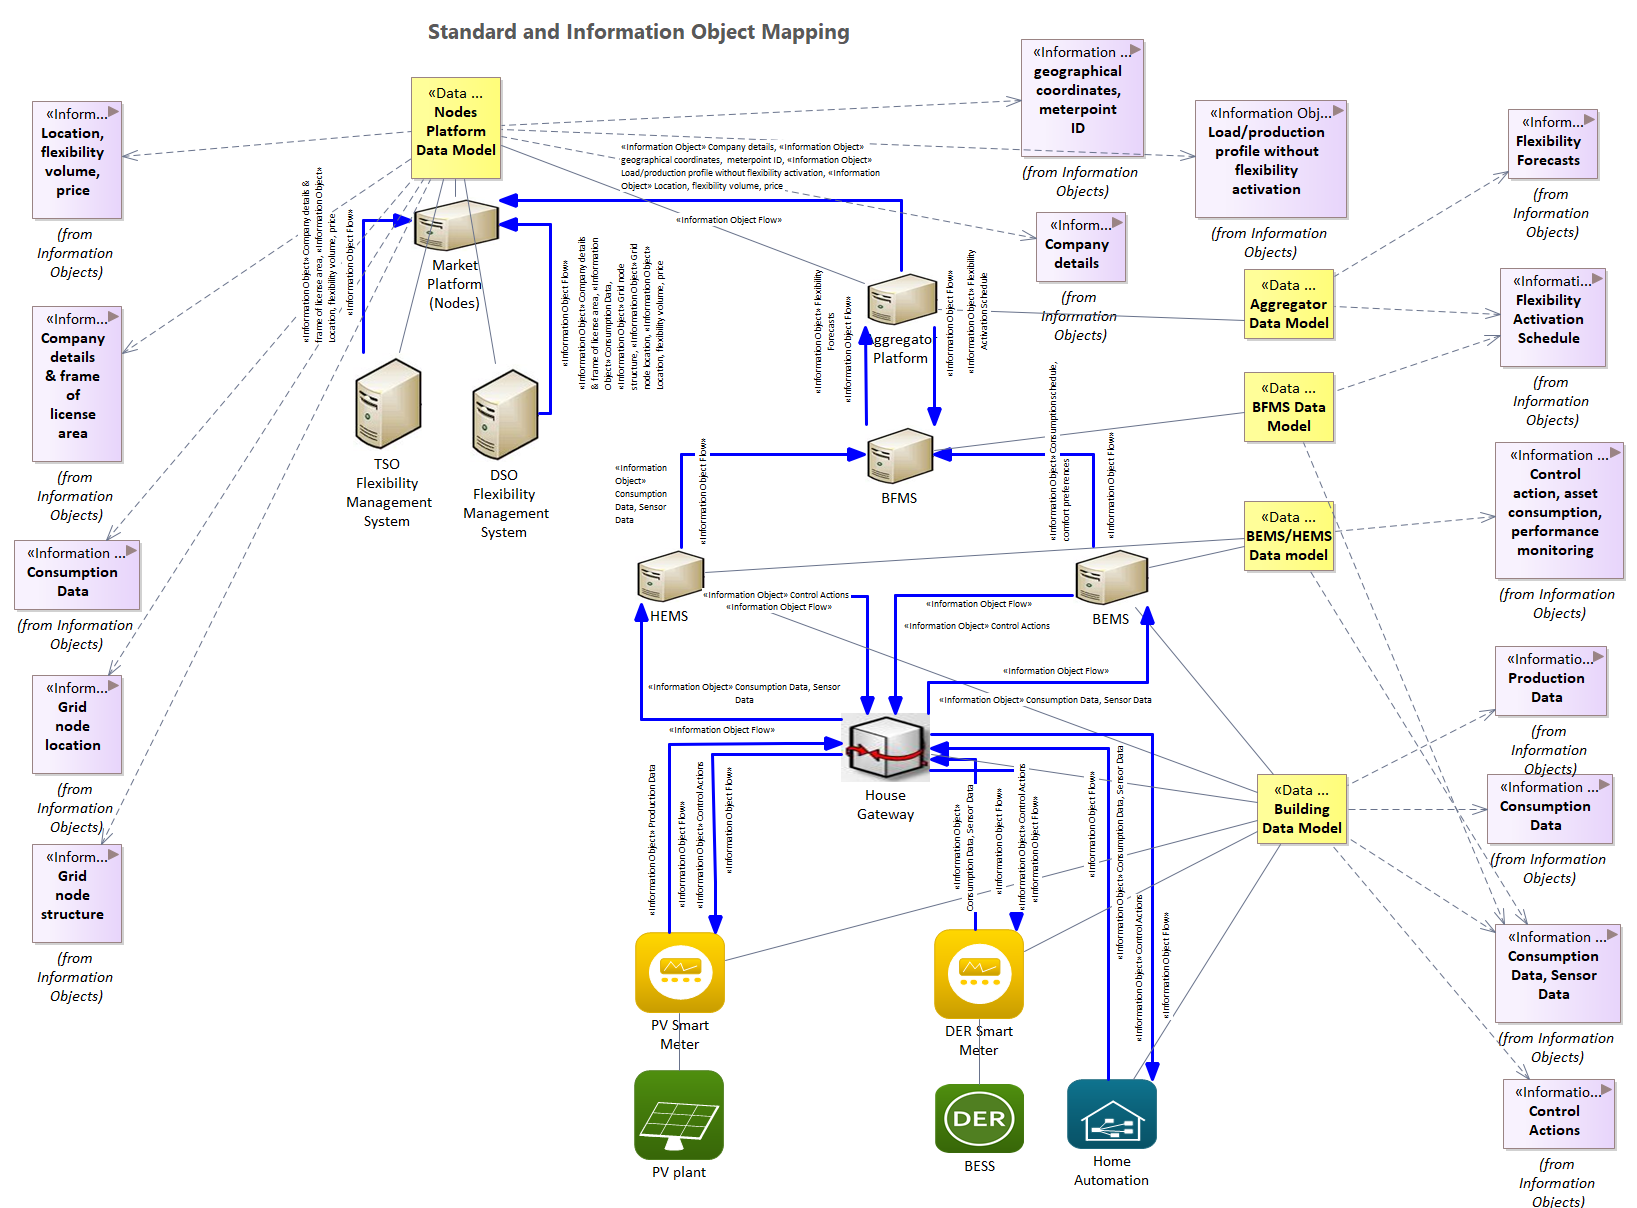 Standard and Information Object Mapping
«Inform...
Location,
flexibility
volume,
price
(from
Information
Objects)
«Data ...
Nodes
Platform
Data Model
«Information ...
geographical
coordinates,
meterpoint
ID
(from Information
Objects)
«Information Obj...
Load/production
profile without
flexibility
activation
(from Information
Objects)
«Inform...
Flexibility
Forecasts
(from
Information
Objects)
«Information Object» Company details, «Information Object»
geographical coordinates,  meterpoint ID, «Information Object»
Load/production profile without flexibility activation, «Information
Object» Location, flexibility volume, price
«Information Object Flow»
«Inform...
Company
details
(from
Information
Objects)
«Information Object» Company details &
frame of license area, «Information Object»
Location, flexibility volume, price
«Information Object Flow»
Market
Platform
(Nodes)
«Information Object Flow»
«Information Object» Company details
& frame of license area, «Information
Object» Consumption Data,
«Information Object» Grid node
structure, «Information Object» Grid
node location, «Information Object»
Location, flexibility volume, price
Aggregator
Platform
«Information Object» Flexibility
Forecasts
«Information Object Flow»
«Information Object Flow»
«Information Object» Flexibility
Activation Schedule
«Data ...
Aggregator
Data Model
«Informati...
Flexibility
Activation
Schedule
(from
Information
Objects)
«Inform...
Company
details
& frame
of
license
area
(from
Information
Objects)
TSO
Flexibility
Management
System
DSO
Flexibility
Management
System
BFMS
«Data ...
BFMS Data
Model
«Information ...
Control
action, asset
consumption,
performance
monitoring
(from Information
Objects)
«Information
Object»
Consumption
Data, Sensor
Data
«Information Object Flow»
«Information Object» Consumption schedule,
comfort preferences
«Information Object Flow»
«Data ...
BEMS/HEMS
Data model
«Information ...
Consumption
Data
(from Information
Objects)
HEMS
«Information Object» Control Actions
«Information Object Flow»
«Information Object Flow»
«Information Object» Control Actions
BEMS
«Information Object Flow»
«Information Object» Consumption Data, Sensor
Data
«Information Object» Consumption Data, Sensor Data
«Information Object Flow»
«Informatio...
Production
Data
(from
Information
Objects)
«Inform...
Grid
node
location
(from
Information
Objects)
House
Gateway
«Data ...
Building
Data Model
«Information ...
Consumption
Data
(from Information
Objects)
«Information Object» Production Data
«Information Object Flow»
«Information Object» Control Actions
«Information Object Flow»
«Information Object»
Consumption Data, Sensor Data
«Information Object Flow»
«Information Object» Control Actions
«Information Object Flow»
«Information Object Flow»
«Information Object» Consumption Data, Sensor Data
«Information Object» Control Actions
«Information Object Flow»
«Inform...
Grid
node
structure
(from
Information
Objects)
«Information ...
Consumption
Data, Sensor
Data
(from Information
Objects)
PV Smart
Meter
DER Smart
Meter
PV plant
DER
BESS
Home
Automation
«Informatio...
Control
Actions
(from
Information
Objects)